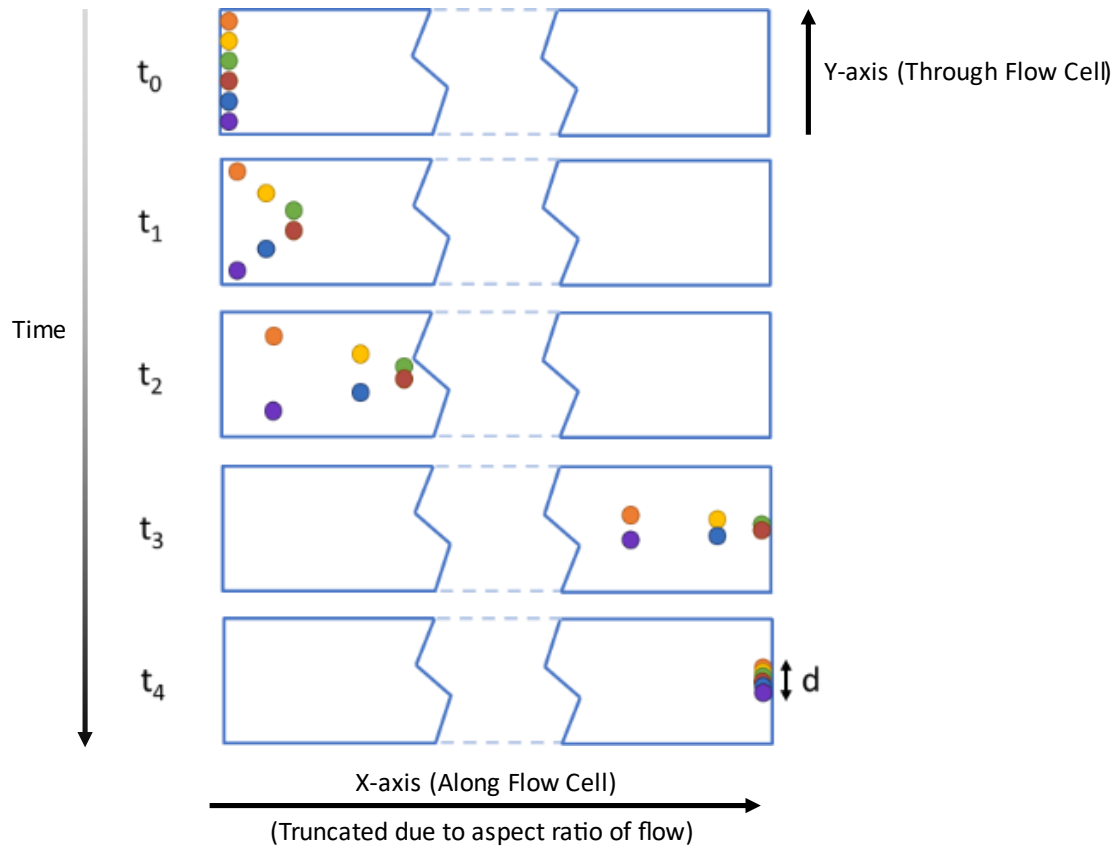 t0
Y-axis (Through Flow Cell)
t1
Time
t2
t3
t4
d
X-axis (Along Flow Cell)
(Truncated due to aspect ratio of flow)